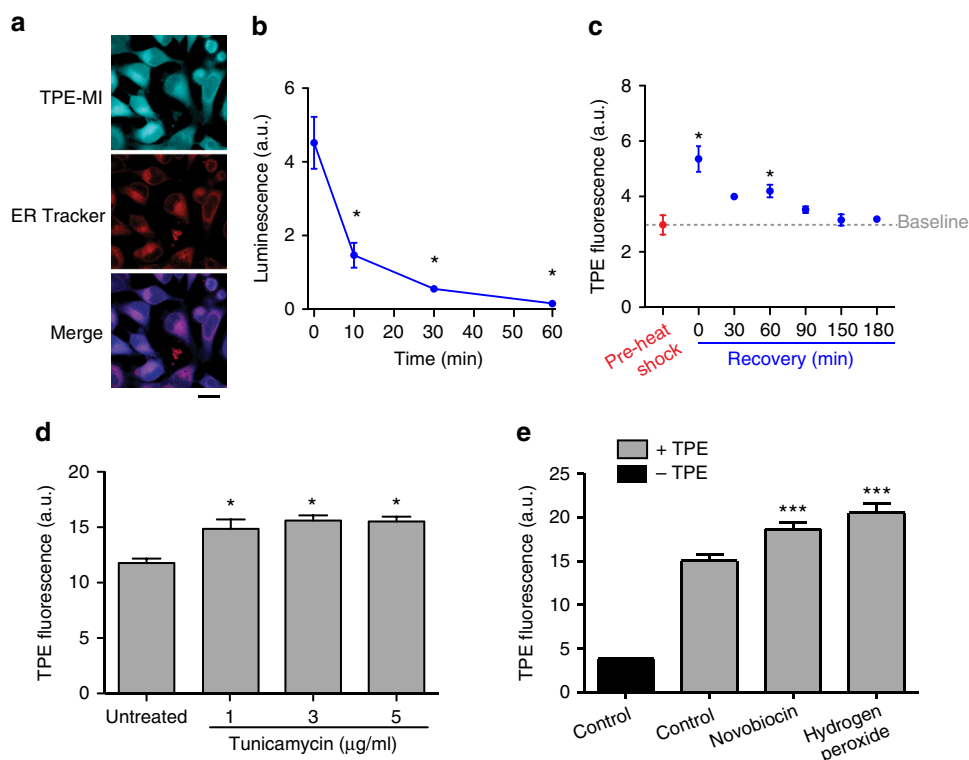 a
TPE-MI
ER Tracker
Merge
b
Luminescence (a.u.)
6
4
2
0
*
*
*
0 10 20 30 40 50 60
Time (min)
c
TPE fluorescence (a.u.)
8
6
4
2
0
*
*
Baseline
Pre-heat
shock
0 30 60 90 150 180
Recovery (min)
d
TPE fluorescence (a.u.)
20
15
10
5
0
*
*
*
Untreated 1 3 5
Tunicamycin (μg/ml)
e
+ TPE
– TPE
TPE fluorescence (a.u.)
25
20
15
10
5
0
***
***
Control
Control
Novobiocin
Hydrogen
peroxide